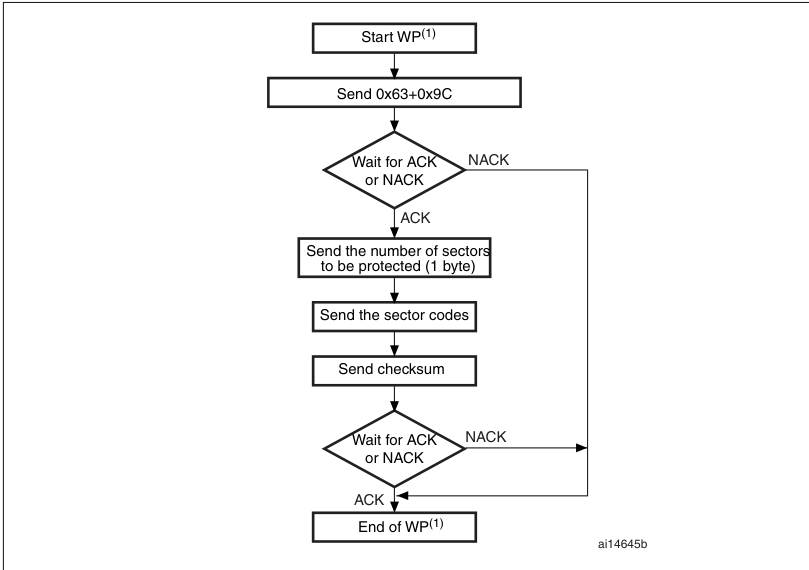 Start WP(1)
Send 0x63+0x9C
Wait for ACK
or NACK
NACK
ACK
Send the number of sectors
to be protected (1 byte)
Send the sector codes
Send checksum
Wait for ACK
or NACK
NACK
ACK
End of WP(1)
ai14645b